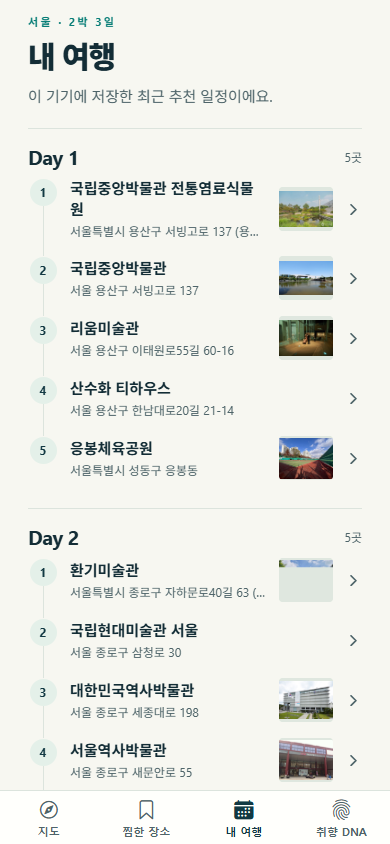 서울 · 2박 3일
내 여행
이 기기에 저장한 최근 추천 일정이에요.
Day 1
5곳
1
국립중앙박물관 전통염료식물
원
서울특별시 용산구 서빙고로 137 (용...
2
국립중앙박물관
서울 용산구 서빙고로 137
3
리움미술관
서울 용산구 이태원로55길 60-16
4
산수화 티하우스
서울 용산구 한남대로20길 21-14
5
응봉체육공원
서울특별시 성동구 응봉동
Day 2
5곳
1
환기미술관
서울특별시 종로구 자하문로40길 63 (...
2
국립현대미술관 서울
서울 종로구 삼청로 30
3
대한민국역사박물관
서울 종로구 세종대로 198
4
서울역사박물관
서울 종로구 새문안로 55
지도
찜한 장소
내 여행
취향 DNA